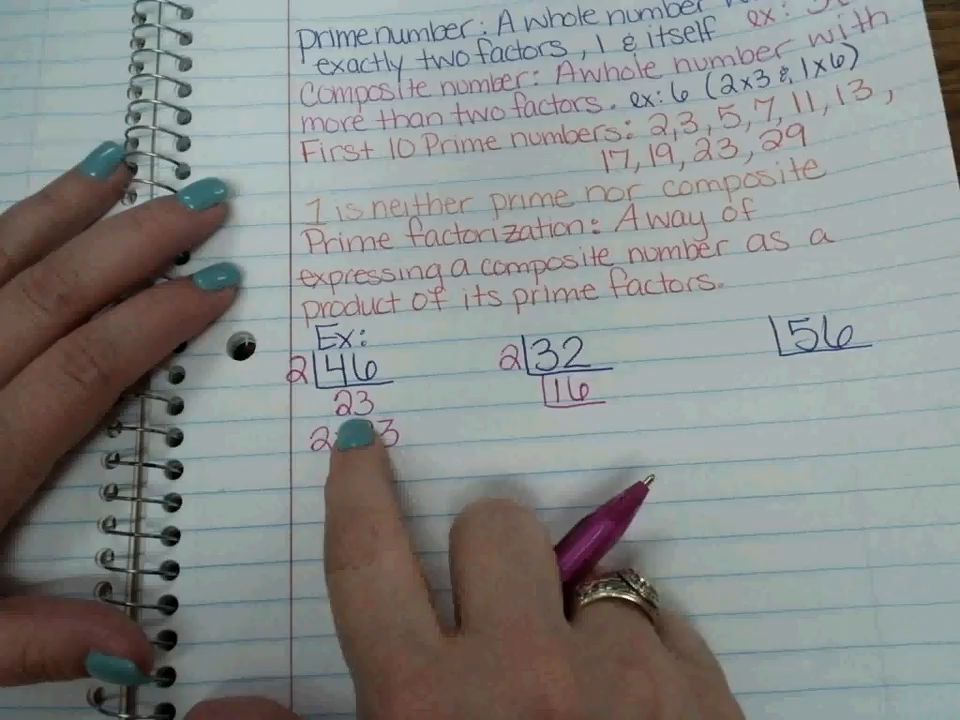 prime number: A whole number
exactly two factors, 1 & itself ex:
Composite number: A whole number with
more than two factors. ex: 6 (2x3 & 1x6)
First 10 Prime numbers: 2, 3, 5, 7, 11, 13,
17, 19, 23, 29
1 is neither prime nor composite
Prime factorization: A way of
expressing a composite number as a
product of its prime factors.
Ex:
2 46
23
2 3
2 32
16
56